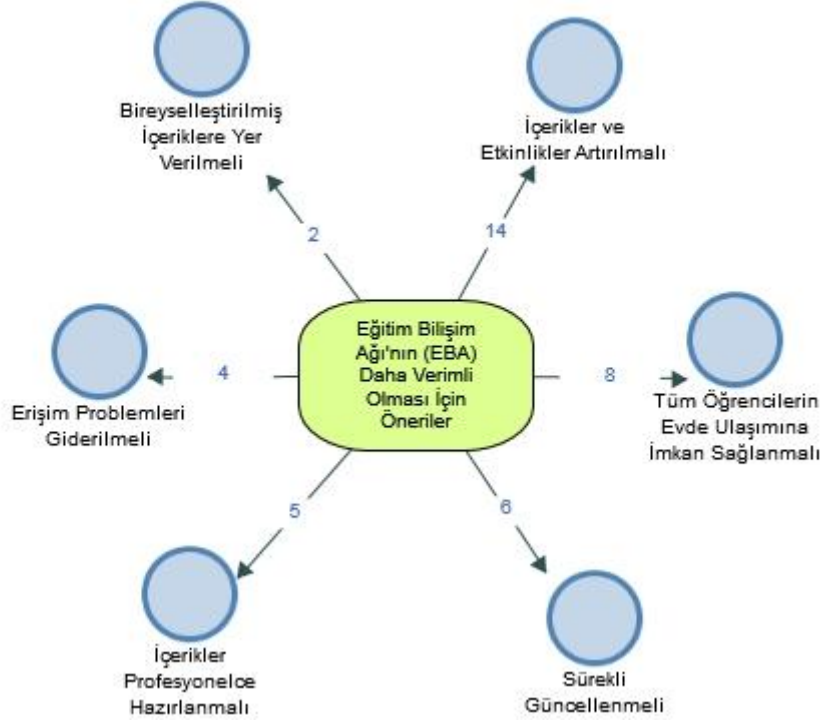 Bireyselleştirilmiş
İçeriklere Yer
Verilmeli
İçerikler ve
Etkinlikler Artırılmalı
2
14
Eğitim Bilişim
Ağı'nın (EBA)
Daha Verimli
Olması İçin
Öneriler
4
8
Erişim Problemleri
Giderilmeli
Tüm Öğrencilerin
Evde Ulaşımına
İmkan Sağlanmalı
5
6
İçerikler
Profesyonelce
Hazırlanmalı
Sürekli
Güncellenmeli